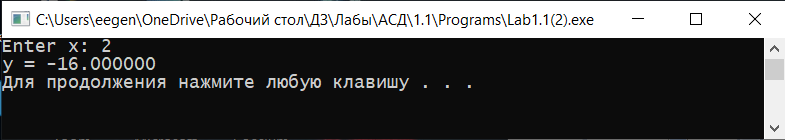 C:\Users\eegen\OneDrive\Рабочий стол\ДЗ\Лабы\АСД\1.1\Programs\Lab1.1(2).exe
Enter x: 2
y = -16.000000
Для продолжения нажмите любую клавишу . . .